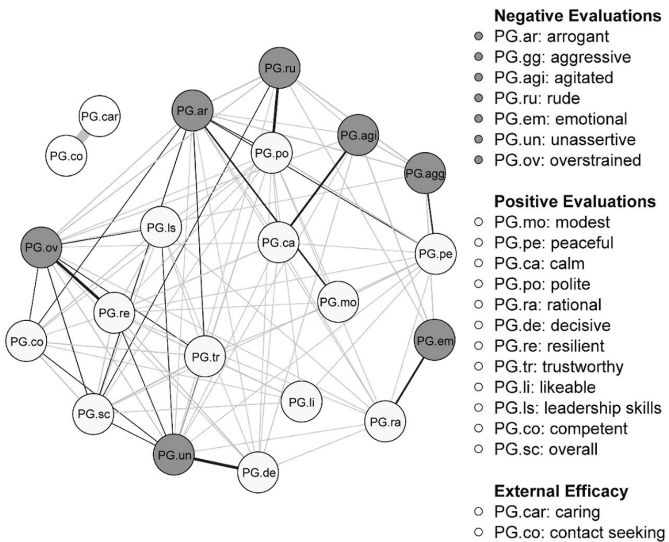 Negative Evaluations
PG.ar: arrogant
PG.gg: aggressive
PG.agi: agitated
PG.ru: rude
PG.em: emotional
PG.un: unassertive
PG.ov: overstrained
Positive Evaluations
PG.mo: modest
PG.pe: peaceful
PG.ca: calm
PG.po: polite
PG.ra: rational
PG.de: decisive
PG.re: resilient
PG.tr: trustworthy
PG.li: likeable
PG.ls: leadership skills
PG.co: competent
PG.sc: overall
External Efficacy
PG.car: caring
PG.co: contact seeking
PG.ru
PG.ar
PG.car
PG.agi
PG.po
PG.co
PG.agg
PG.ls
PG.ov
PG.ca
PG.pe
PG.mo
PG.re
PG.co
PG.em
PG.tr
PG.li
PG.sc
PG.ra
PG.un
PG.de